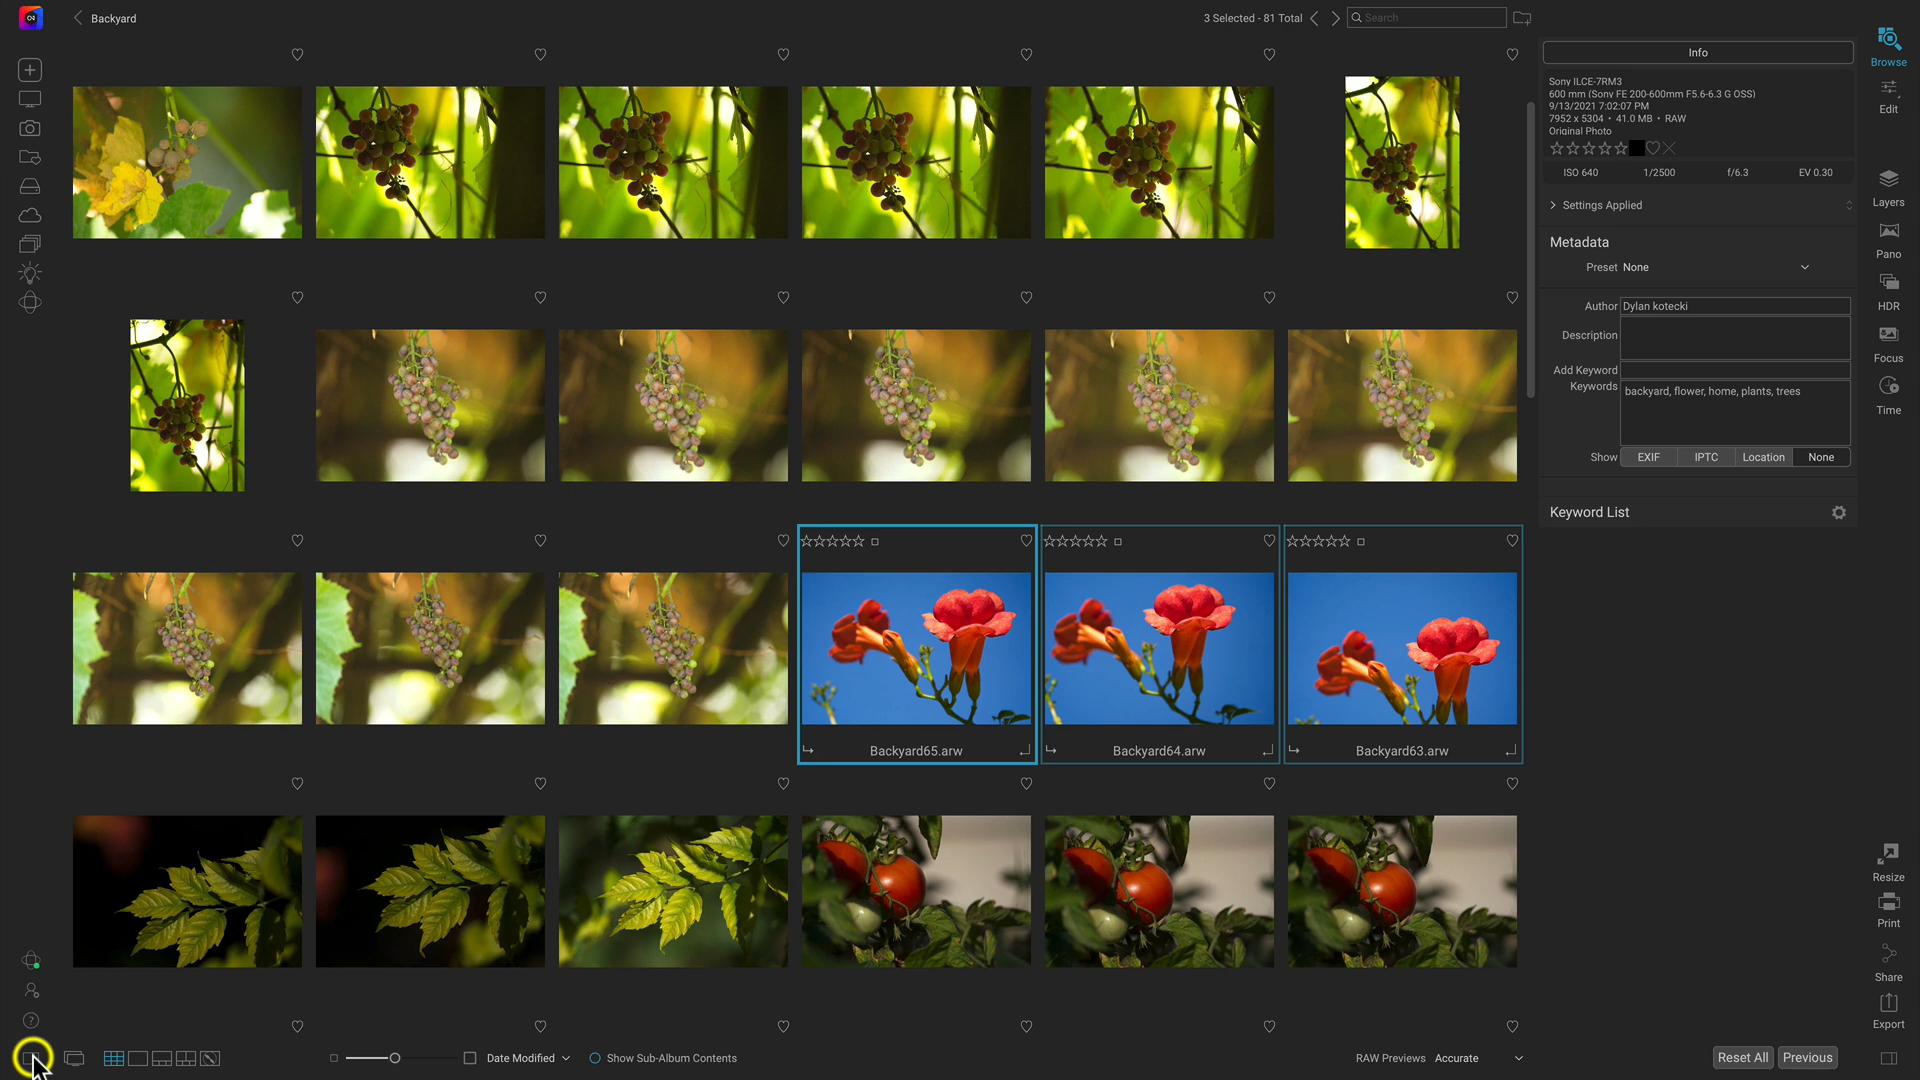 Backyard
3 Selected - 81 Total
Search
Info
Browse
Sony ILCE-7RM3
600 mm (Sony FE 200-600mm F5.6-6.3 G OSS)
9/13/2021 7:02:07 PM
7952 x 5304 • 41.0 MB • RAW
Original Photo
ISO 640 1/2500 f/6.3 EV 0.30
Settings Applied
Metadata
Preset None
Author Dylan kotecki
Description
Add Keyword
Keywords backyard, flower, home, plants, trees
Show EXIF IPTC Location None
Keyword List
Edit
Layers
Pano
HDR
Focus
Time
Backyard65.arw
Backyard64.arw
Backyard63.arw
Resize
Print
Share
Export
Date Modified
Show Sub-Album Contents
RAW Previews Accurate
Reset All
Previous